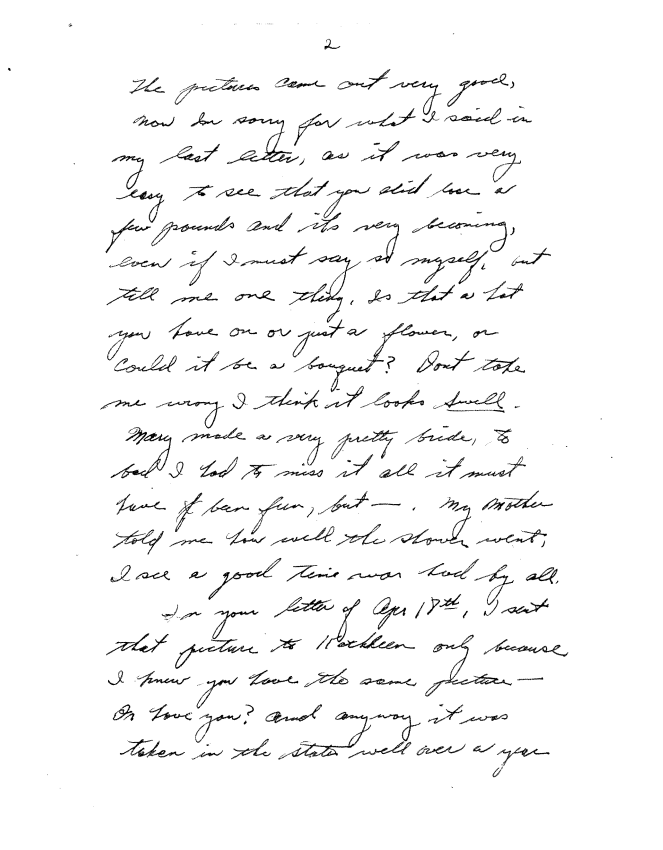 2
The pictures came out very good,
now Im sorry for what I said in
my last letter, as it was very
easy to see that you did lose a
few pounds and it's very becoming,
even if I must say so myself, but
tell me one thing. Is that a hat
you have on or just a flower, or
could it be a bouquet? Dont take
me wrong I think it looks swell.
Mary made a very pretty bride, to
bad I had to miss it all it must
have been fun, but — . My mother
told me how well the shower went,
I see a good time was had by all.
In your letter of Apr 17th, I sent
that picture to Kathleen only because
I knew you have the same picture —
Or have you? and anyway it was
taken in the states well over a year